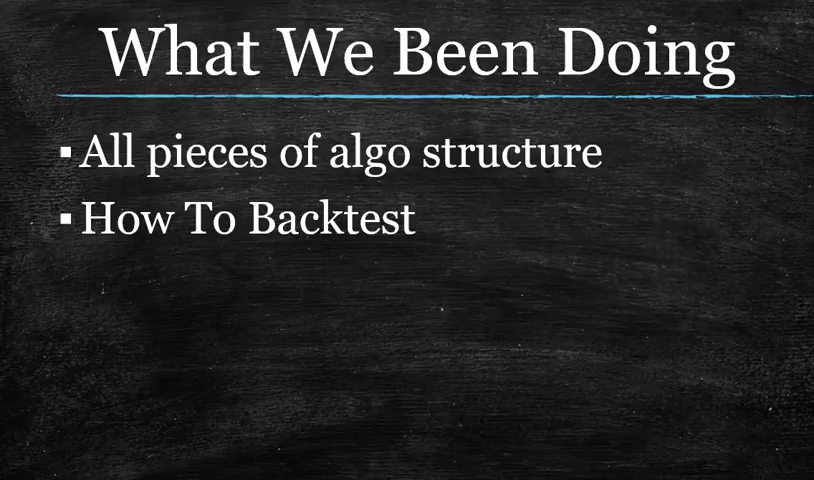 What We Been Doing
▪ All pieces of algo structure
▪ How To Backtest